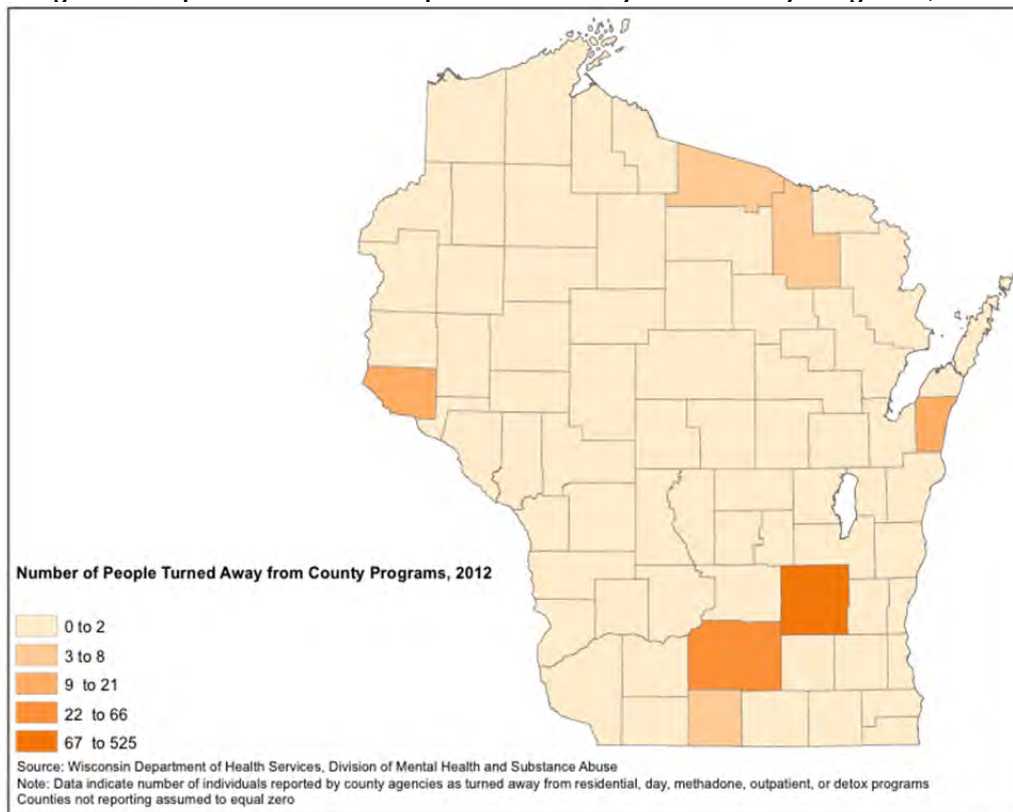 Number of People Turned Away from County Programs, 2012
0 to 2
3 to 8
9 to 21
22 to 66
67 to 525
Source: Wisconsin Department of Health Services, Division of Mental Health and Substance Abuse
Note: Data indicate number of individuals reported by county agencies as turned away from residential, day, methadone, outpatient, or detox programs
Counties not reporting assumed to equal zero